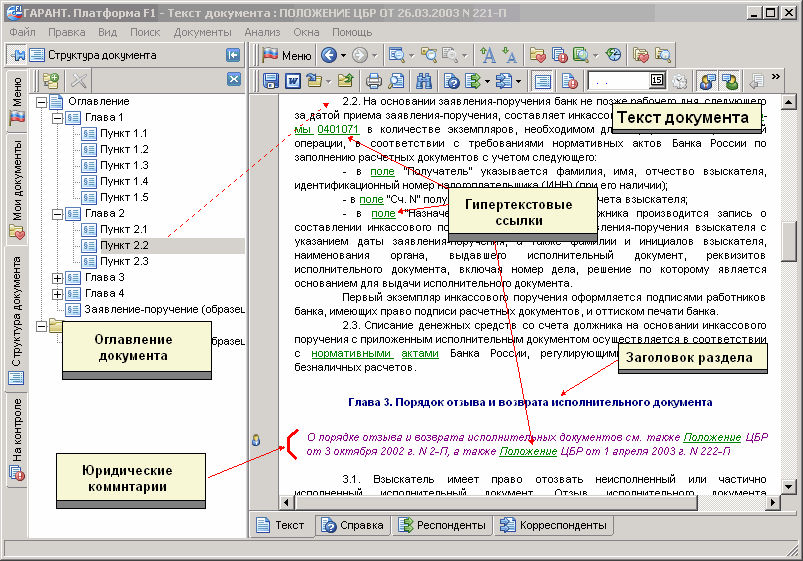 ГАРАНТ. Платформа F1 - Текст документа : ПОЛОЖЕНИЕ ЦБР ОТ 26.03.2003 N 221-П
Файл Правка Вид Поиск Документы Анализ Окна Помощь
Структура документа
Меню
Меню
Мои документы
Структура документа
На контроле
Оглавление
Глава 1
Пункт 1.1
Пункт 1.2
Пункт 1.3
Пункт 1.4
Пункт 1.5
Глава 2
Пункт 2.1
Пункт 2.2
Пункт 2.3
Глава 3
Глава 4
Заявление-поручение (образец
бразец
Оглавление
документа
Юридические
коммнтарии
. .
15
2.2. На основании заявления-поручения банк не позже рабочего дня, следующего
за датой приема заявления-поручения, составляет инкассо
мы 0401071 в количестве экземпляров, необходимом дл
операции, в соответствии с требованиями нормативных актов Банка России по
заполнению расчетных документов с учетом следующего:
- в поле "Получатель" указывается фамилия, имя, отчество взыскателя,
идентификационный номер налогоплательщика (ИНН) (при его наличии);
- в поле "Сч. N" полу чета взыскателя;
- в поле "Назначе жника производится запись о
составлении инкассового по вления-поручения взыскателя с
указанием даты заявления-поручения, а также фамилии и инициалов взыскателя,
наименования органа, выдавшего исполнительный документ, реквизитов
исполнительного документа, включая номер дела, решение по которому является
основанием для выдачи исполнительного документа.
Первый экземпляр инкассового поручения оформляется подписями работников
банка, имеющих право подписи расчетных документов, и оттиском печати банка.
2.3. Списание денежных средств со счета должника на основании инкассового
поручения с приложенным исполнительным документом осуществляется в соответствии
с нормативными актами Банка России, регулирующим
безналичных расчетов.
Текст документа
Гипертекстовые
ссылки
Заголовок раздела
Глава 3. Порядок отзыва и возврата исполнительного документа
О порядке отзыва и возврата исполнительных документов см. также Положение ЦБР
от 3 октября 2002 г. N 2-П, а также Положение ЦБР от 1 апреля 2003 г. N 222-П
3.1. Взыскатель имеет право отозвать неисполненный или частично
исполненный исполнительный документ. Отзыв исполнительного документа
Текст Справка Респонденты Корреспонденты